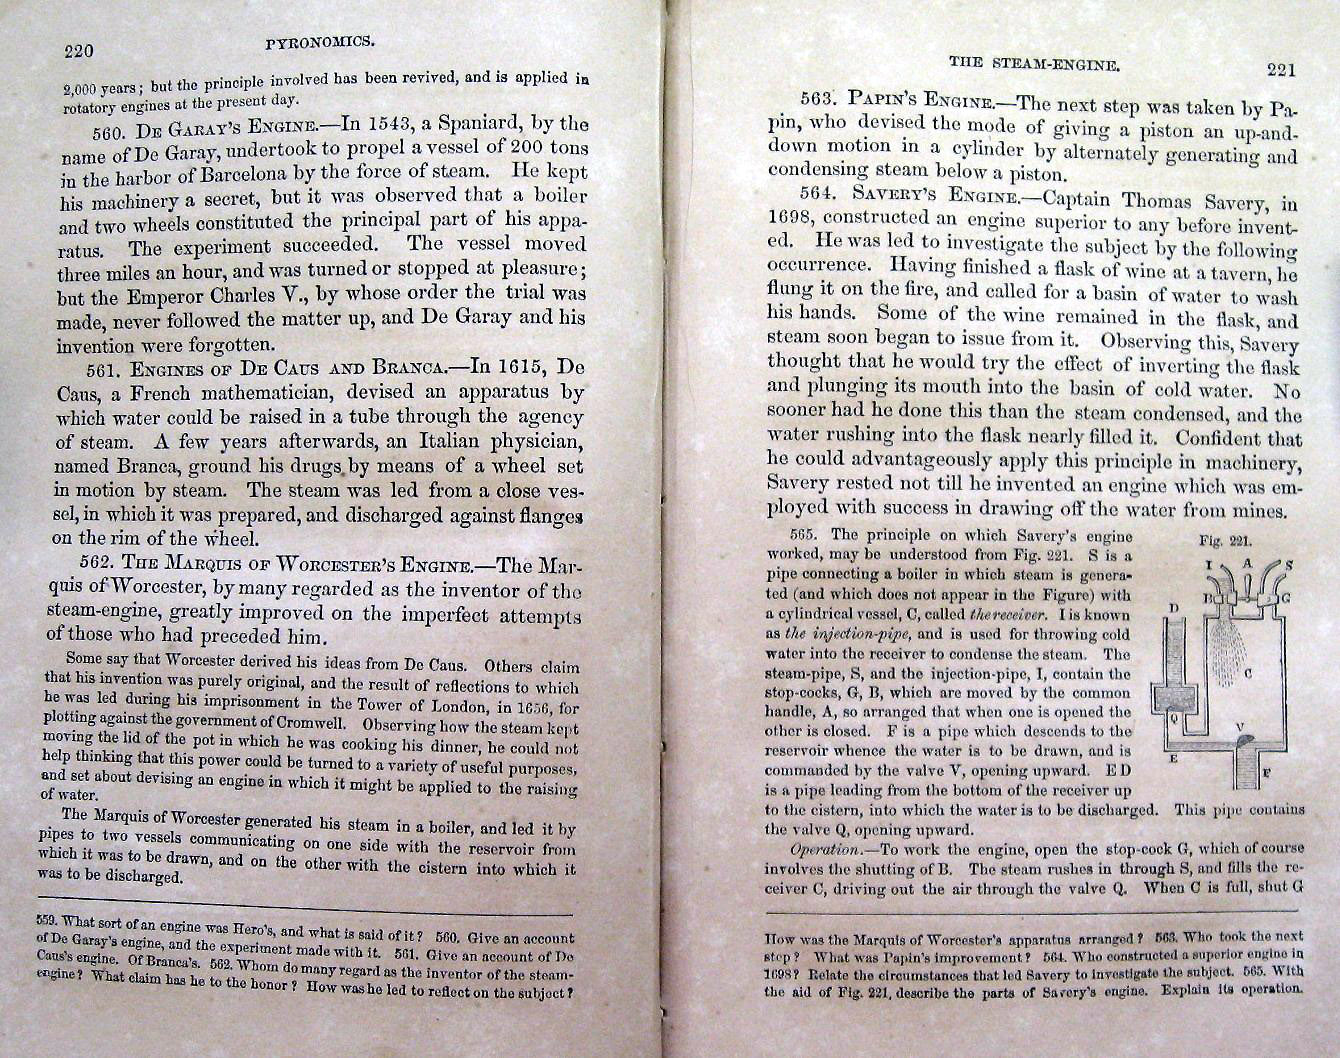 220
PYRONOMICS.
2,000 years; but the principle involved has been revived, and is applied in
rotatory engines at the present day.
560. DE GARAY'S ENGINE.—In 1543, a Spaniard, by the
name of De Garay, undertook to propel a vessel of 200 tons
in the harbor of Barcelona by the force of steam. He kept
his machinery a secret, but it was observed that a boiler
and two wheels constituted the principal part of his appa-
ratus. The experiment succeeded. The vessel moved
three miles an hour, and was turned or stopped at pleasure;
but the Emperor Charles V., by whose order the trial was
made, never followed the matter up, and De Garay and his
invention were forgotten.
561. ENGINES OF DE CAUS AND BRANCA.—In 1615, De
Caus, a French mathematician, devised an apparatus by
which water could be raised in a tube through the agency
of steam. A few years afterwards, an Italian physician,
named Branca, ground his drugs by means of a wheel set
in motion by steam. The steam was led from a close ves-
sel, in which it was prepared, and discharged against flanges
on the rim of the wheel.
562. THE MARQUIS OF WORCESTER'S ENGINE.—The Mar-
quis of Worcester, by many regarded as the inventor of the
steam-engine, greatly improved on the imperfect attempts
of those who had preceded him.
Some say that Worcester derived his ideas from De Caus. Others claim
that his invention was purely original, and the result of reflections to which
he was led during his imprisonment in the Tower of London, in 1656, for
plotting against the government of Cromwell. Observing how the steam kept
moving the lid of the pot in which he was cooking his dinner, he could not
help thinking that this power could be turned to a variety of useful purposes,
and set about devising an engine in which it might be applied to the raising
of water.
The Marquis of Worcester generated his steam in a boiler, and led it by
pipes to two vessels communicating on one side with the reservoir from
which it was to be drawn, and on the other with the cistern into which it
was to be discharged.
559. What sort of an engine was Hero's, and what is said of it? 560. Give an account
of De Garay's engine, and the experiment made with it. 561. Give an account of De
Caus's engine. Of Branca's. 562. Whom do many regard as the inventor of the steam-
engine? What claim has he to the honor? How was he led to reflect on the subject?
THE STEAM-ENGINE.
221
563. PAPIN'S ENGINE.—The next step was taken by Pa-
pin, who devised the mode of giving a piston an up-and-
down motion in a cylinder by alternately generating and
condensing steam below a piston.
564. SAVERY'S ENGINE.—Captain Thomas Savery, in
1698, constructed an engine superior to any before invent-
ed. He was led to investigate the subject by the following
occurrence. Having finished a flask of wine at a tavern, he
flung it on the fire, and called for a basin of water to wash
his hands. Some of the wine remained in the flask, and
steam soon began to issue from it. Observing this, Savery
thought that he would try the effect of inverting the flask
and plunging its mouth into the basin of cold water. No
sooner had he done this than the steam condensed, and the
water rushing into the flask nearly filled it. Confident that
he could advantageously apply this principle in machinery,
Savery rested not till he invented an engine which was em-
ployed with success in drawing off the water from mines.
565. The principle on which Savery's engine
worked, may be understood from Fig. 221. S is a
pipe connecting a boiler in which steam is genera-
ted (and which does not appear in the Figure) with
a cylindrical vessel, C, called the receiver. I is known
as the injection-pipe, and is used for throwing cold
water into the receiver to condense the steam. The
steam-pipe, S, and the injection-pipe, I, contain the
stop-cocks, G, B, which are moved by the common
handle, A, so arranged that when one is opened the
other is closed. F is a pipe which descends to the
reservoir whence the water is to be drawn, and is
commanded by the valve V, opening upward. E D
is a pipe leading from the bottom of the receiver up
to the cistern, into which the water is to be discharged. This pipe contains
the valve Q, opening upward.
Fig. 221.
I A S
B G
D
C
Q
V
E
F
Operation.—To work the engine, open the stop-cock G, which of course
involves the shutting of B. The steam rushes in through S, and fills the re-
ceiver C, driving out the air through the valve Q. When C is full, shut G
How was the Marquis of Worcester's apparatus arranged? 563. Who took the next
step? What was Papin's improvement? 564. Who constructed a superior engine in
1698? Relate the circumstances that led Savery to investigate the subject. 565. With
the aid of Fig. 221, describe the parts of Savery's engine. Explain its operation.